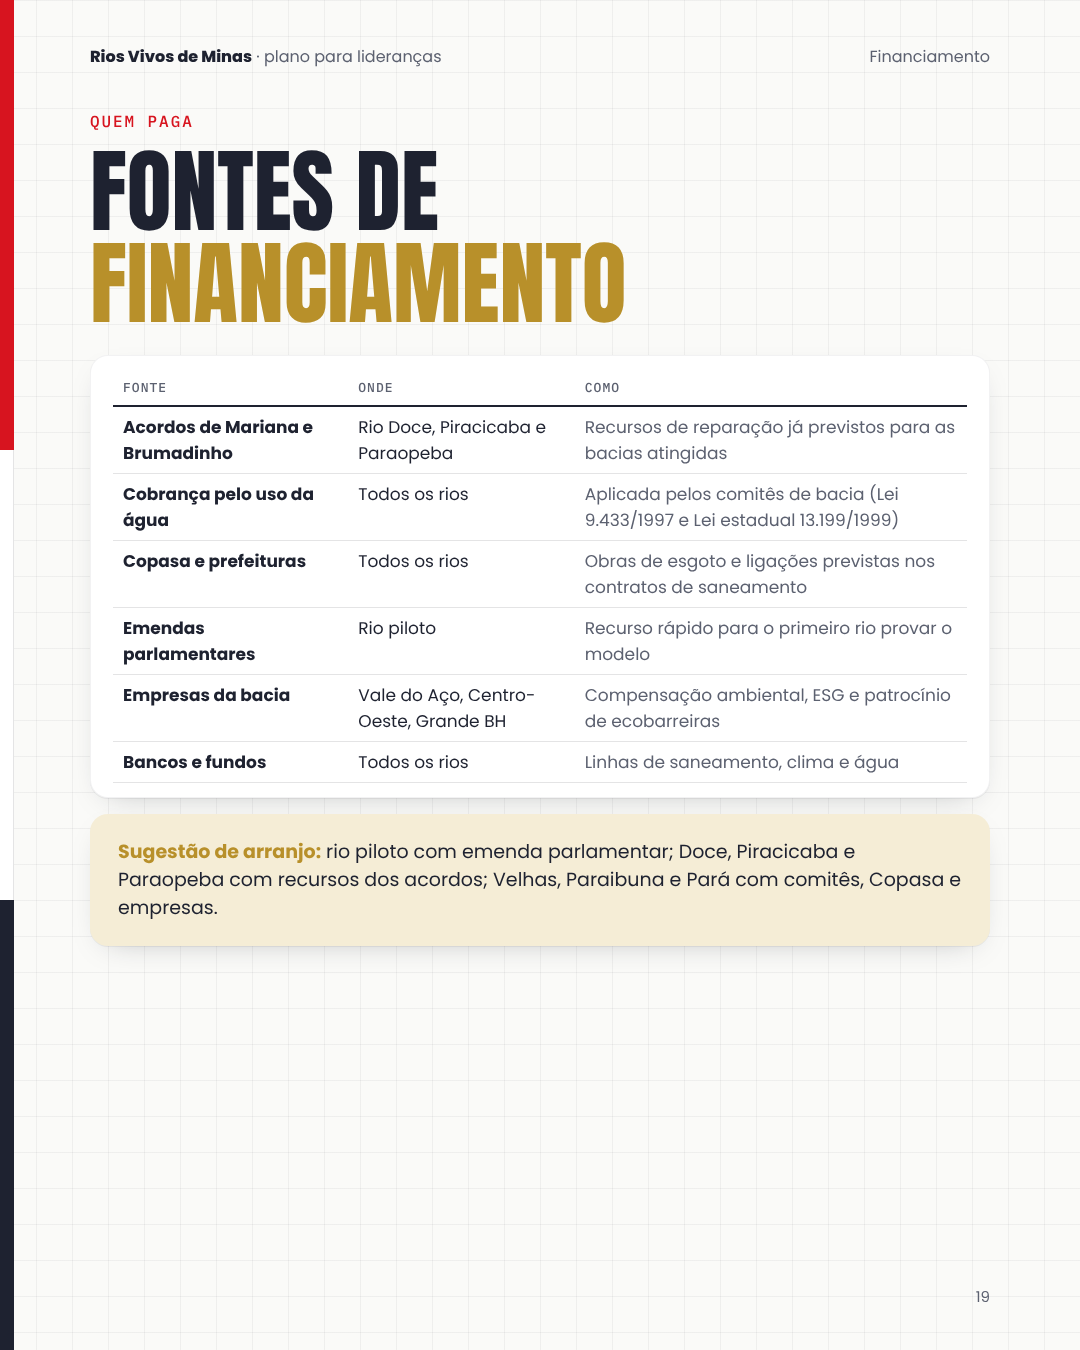 Rios Vivos de Minas · plano para lideranças
Financiamento
QUEM PAGA
FONTES DE
FINANCIAMENTO
FONTE ONDE COMO
Acordos de Mariana e Brumadinho
Rio Doce, Piracicaba e Paraopeba
Recursos de reparação já previstos para as bacias atingidas
Cobrança pelo uso da água
Todos os rios
Aplicada pelos comitês de bacia (Lei 9.433/1997 e Lei estadual 13.199/1999)
Copasa e prefeituras
Todos os rios
Obras de esgoto e ligações previstas nos contratos de saneamento
Emendas parlamentares
Rio piloto
Recurso rápido para o primeiro rio provar o modelo
Empresas da bacia
Vale do Aço, Centro-Oeste, Grande BH
Compensação ambiental, ESG e patrocínio de ecobarreiras
Bancos e fundos
Todos os rios
Linhas de saneamento, clima e água
Sugestão de arranjo: rio piloto com emenda parlamentar; Doce, Piracicaba e
Paraopeba com recursos dos acordos; Velhas, Paraibuna e Pará com comitês, Copasa e
empresas.
19